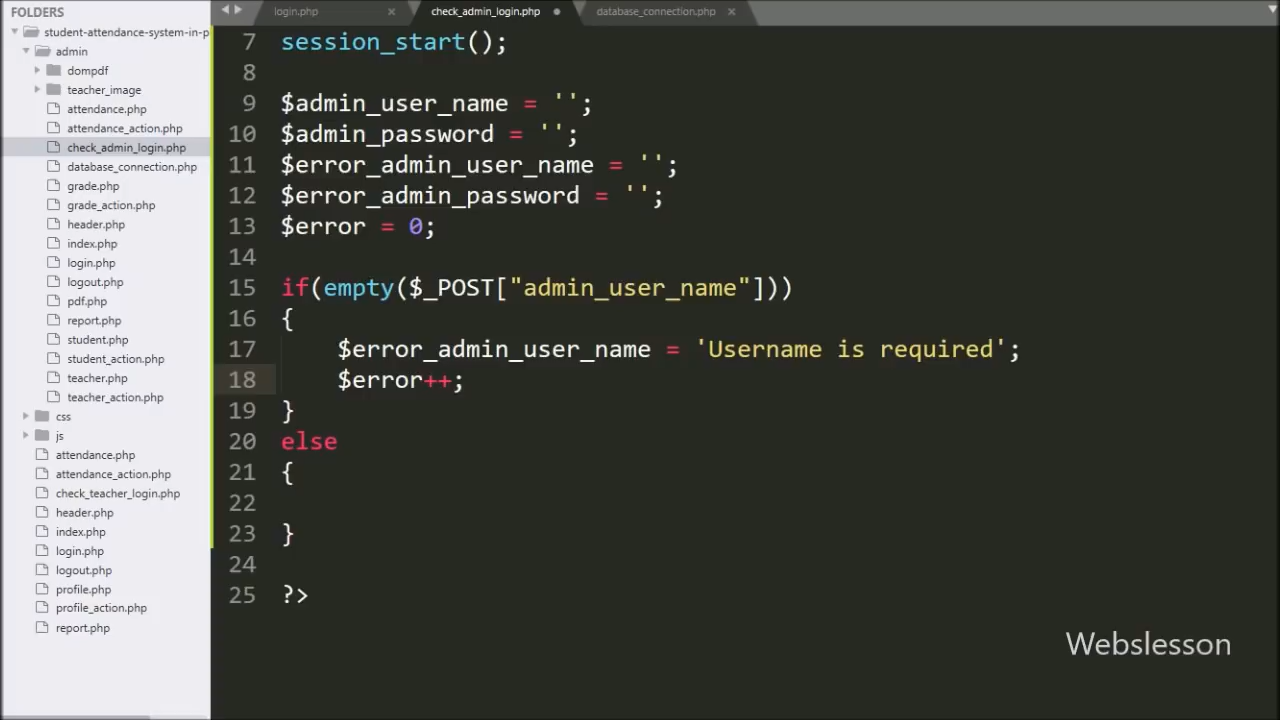 FOLDERS
student-attendance-system-in-p
admin
dompdf
teacher_image
attendance.php
attendance_action.php
check_admin_login.php
database_connection.php
grade.php
grade_action.php
header.php
index.php
login.php
logout.php
pdf.php
report.php
student.php
student_action.php
teacher.php
teacher_action.php
css
js
attendance.php
attendance_action.php
check_teacher_login.php
header.php
index.php
login.php
logout.php
profile.php
profile_action.php
report.php
login.php × check_admin_login.php • database_connection.php ×
7 session_start();
8
9 $admin_user_name = '';
10 $admin_password = '';
11 $error_admin_user_name = '';
12 $error_admin_password = '';
13 $error = 0;
14
15 if(empty($_POST["admin_user_name"]))
16 {
17 $error_admin_user_name = 'Username is required';
18 $error++;
19 }
20 else
21 {
22
23 }
24
25 ?>
Webslesson